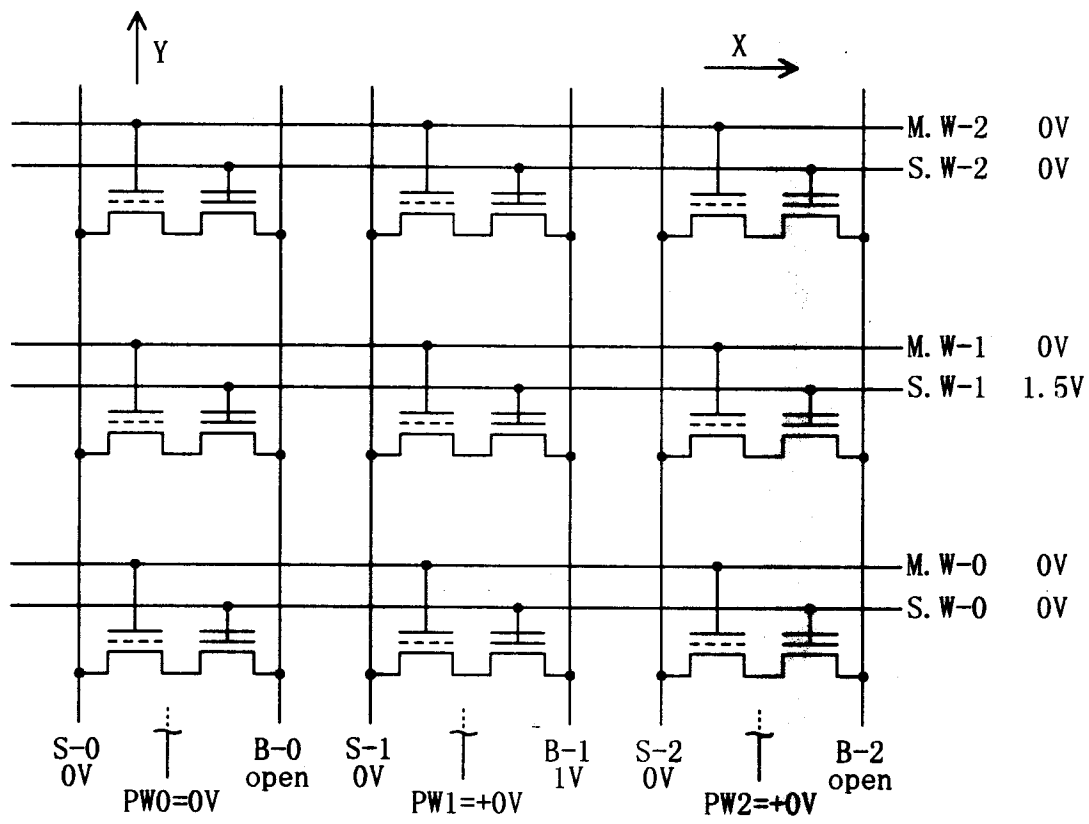 Y
X
M. W-2 0V
S. W-2 0V
M. W-1 0V
S. W-1 1.5V
M. W-0 0V
S. W-0 0V
S-0 B-0 S-1 B-1 S-2 B-2
0V open 0V 1V 0V open
PW0=0V PW1=+0V PW2=+0V